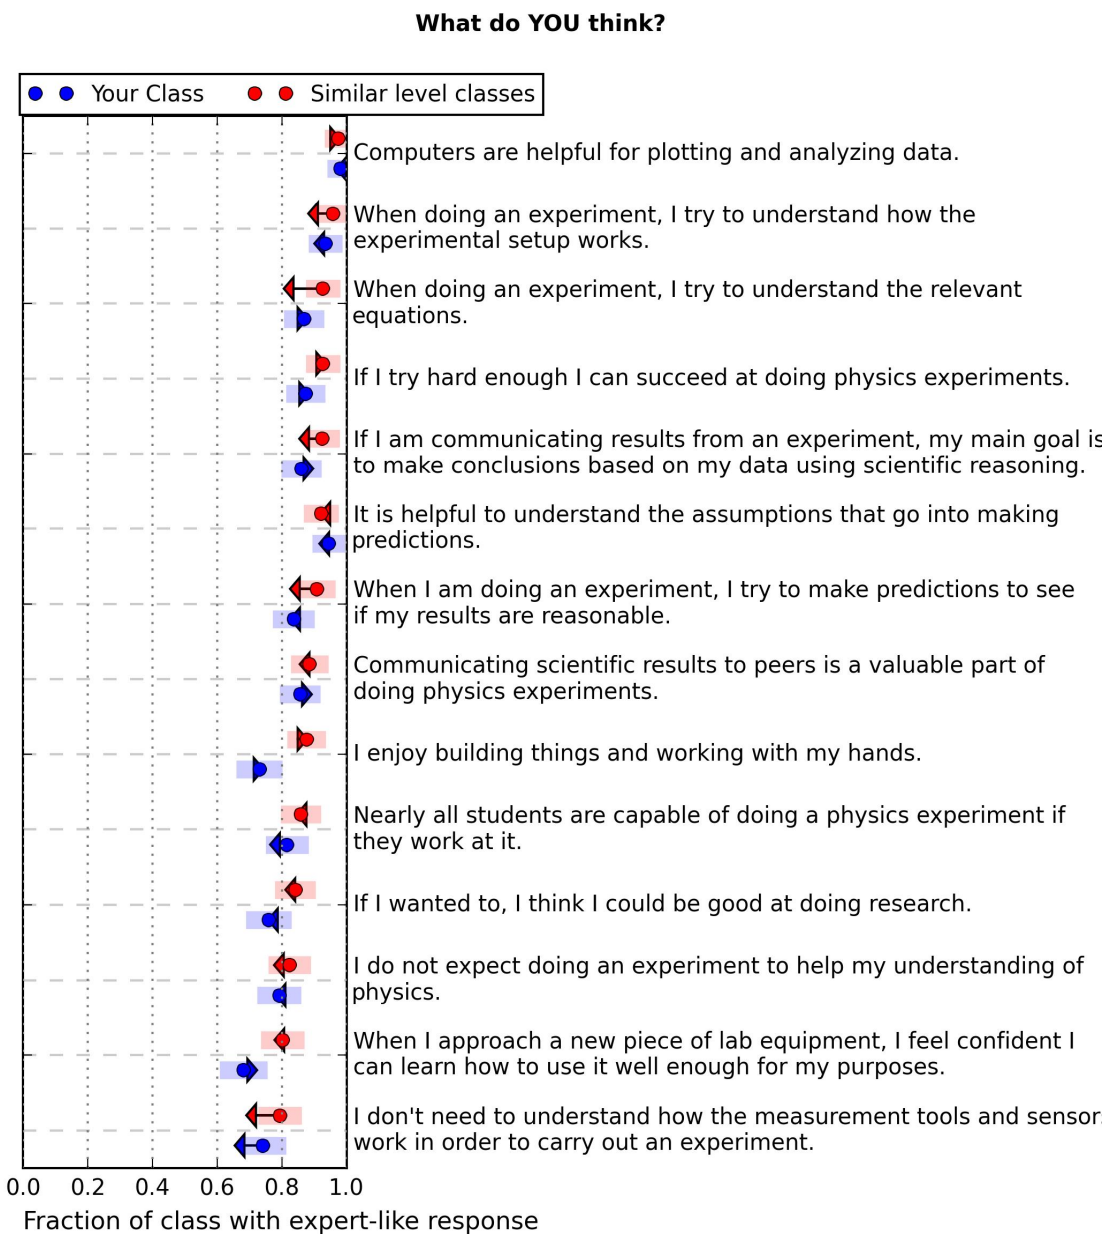 What do YOU think?
Your Class
Similar level classes
Computers are helpful for plotting and analyzing data.
When doing an experiment, I try to understand how the
experimental setup works.
When doing an experiment, I try to understand the relevant
equations.
If I try hard enough I can succeed at doing physics experiments.
If I am communicating results from an experiment, my main goal is
to make conclusions based on my data using scientific reasoning.
It is helpful to understand the assumptions that go into making
predictions.
When I am doing an experiment, I try to make predictions to see
if my results are reasonable.
Communicating scientific results to peers is a valuable part of
doing physics experiments.
I enjoy building things and working with my hands.
Nearly all students are capable of doing a physics experiment if
they work at it.
If I wanted to, I think I could be good at doing research.
I do not expect doing an experiment to help my understanding of
physics.
When I approach a new piece of lab equipment, I feel confident I
can learn how to use it well enough for my purposes.
I don't need to understand how the measurement tools and sensor
work in order to carry out an experiment.
0.0 0.2 0.4 0.6 0.8 1.0
Fraction of class with expert-like response